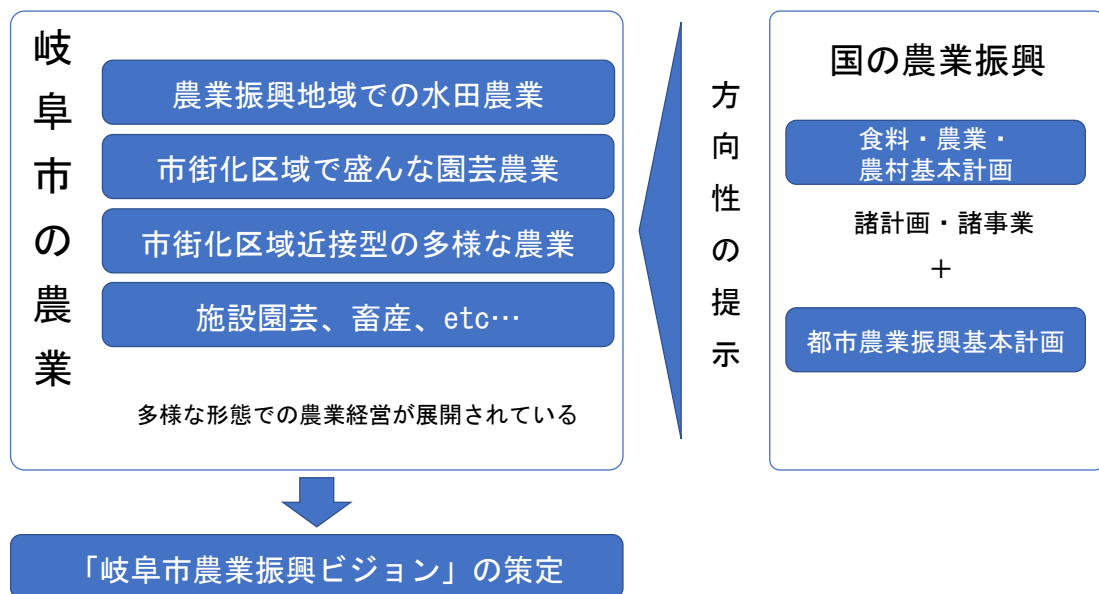 岐阜市の農業
農業振興地域での水田農業
市街化区域で盛んな園芸農業
市街化区域近接型の多様な農業
施設園芸、畜産、etc…
多様な形態での農業経営が展開されている
方向性の提示
国の農業振興
食料・農業・
農村基本計画
諸計画・諸事業
+
都市農業振興基本計画
「岐阜市農業振興ビジョン」の策定